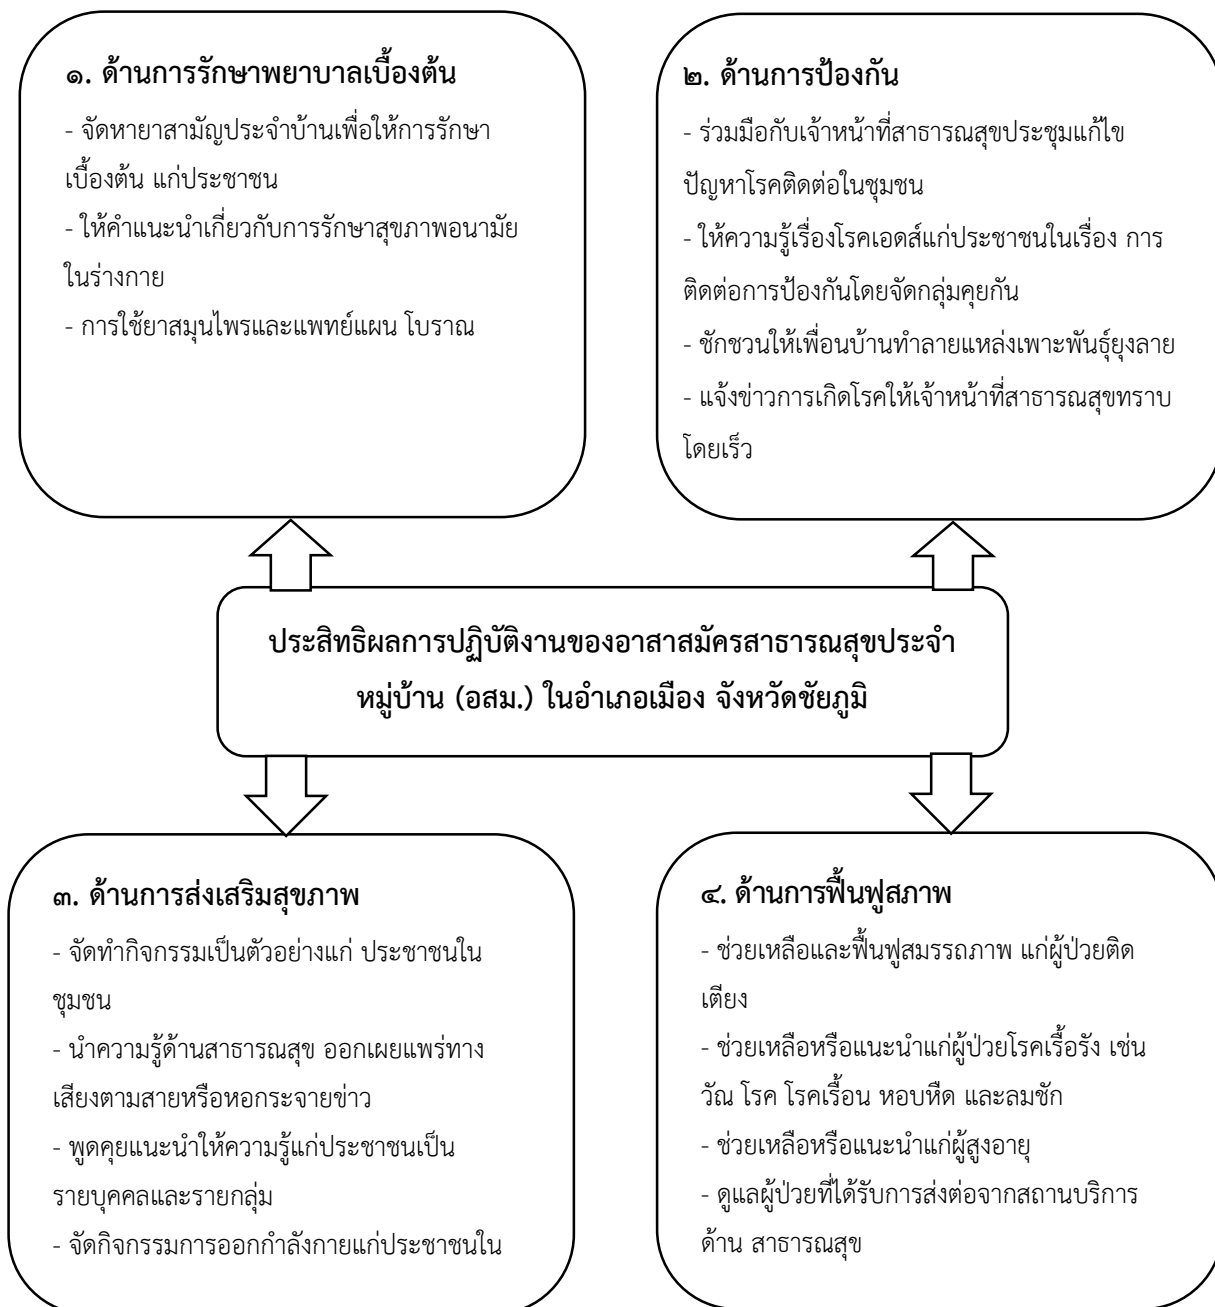 ๑. ด้านการรักษาพยาบาลเบื้องต้น
- จัดหายาสามัญประจำบ้านเพื่อให้การรักษา
เบื้องต้น แก่ประชาชน
- ให้คำแนะนำเกี่ยวกับการรักษาสุขภาพอนามัย
ในร่างกาย
- การใช้ยาสมุนไพรและแพทย์แผน โบราณ
๒. ด้านการป้องกัน
- ร่วมมือกับเจ้าหน้าที่สาธารณสุขประชุมแก้ไข
ปัญหาโรคติดต่อในชุมชน
- ให้ความรู้เรื่องโรคเอดส์แก่ประชาชนในเรื่อง การ
ติดต่อการป้องกันโดยจัดกลุ่มคุยกัน
- ชักชวนให้เพื่อนบ้านทำลายแหล่งเพาะพันธุ์ยุงลาย
- แจ้งข่าวการเกิดโรคให้เจ้าหน้าที่สาธารณสุขทราบ
โดยเร็ว
ประสิทธิผลการปฏิบัติงานของอาสาสมัครสาธารณสุขประจำ
หมู่บ้าน (อสม.) ในอำเภอเมือง จังหวัดชัยภูมิ
๓. ด้านการส่งเสริมสุขภาพ
- จัดทำกิจกรรมเป็นตัวอย่างแก่ ประชาชนใน
ชุมชน
- นำความรู้ด้านสาธารณสุข ออกเผยแพร่ทาง
เสียงตามสายหรือหอกระจายข่าว
- พูดคุยแนะนำให้ความรู้แก่ประชาชนเป็น
รายบุคคลและรายกลุ่ม
- จัดกิจกรรมการออกกำลังกายแก่ประชาชนใน
๔. ด้านการฟื้นฟูสภาพ
- ช่วยเหลือและฟื้นฟูสมรรถภาพ แก่ผู้ป่วยติด
เตียง
- ช่วยเหลือหรือแนะนำแก่ผู้ป่วยโรคเรื้อรัง เช่น
วัณ โรค โรคเรื้อน หอบหืด และลมชัก
- ช่วยเหลือหรือแนะนำแก่ผู้สูงอายุ
- ดูแลผู้ป่วยที่ได้รับการส่งต่อจากสถานบริการ
ด้าน สาธารณสุข